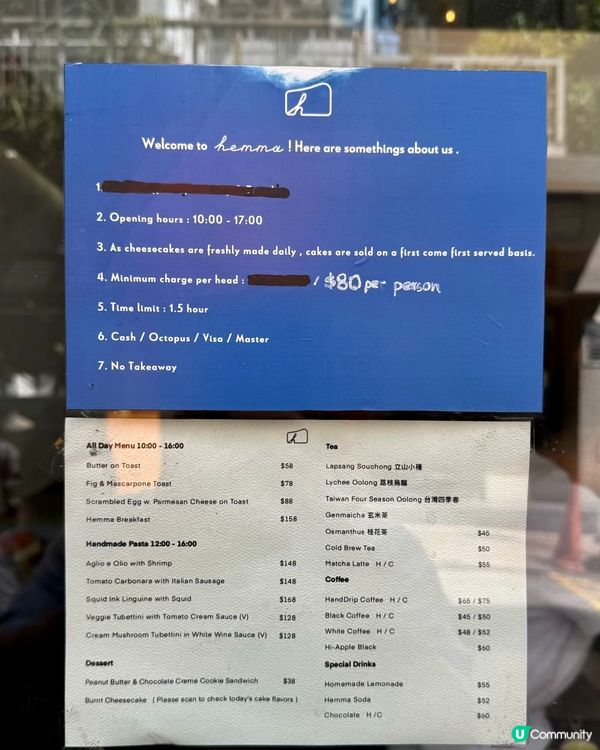 h
Welcome to hemma ! Here are somethings about us .
1.
2. Opening hours : 10:00 - 17:00
3. As cheesecakes are freshly made daily , cakes are sold on a first come first served basis.
4. Minimum charge per head : / $80 per person
5. Time limit : 1.5 hour
6. Cash / Octopus / Visa / Master
7. No Takeaway
h
All Day Menu 10:00 - 16:00
Butter on Toast $58
Fig & Mascarpone Toast $78
Scrambled Egg w. Parmesan Cheese on Toast $88
Hemma Breakfast $158
Handmade Pasta 12:00 - 16:00
Aglio e Olio with Shrimp $148
Tomato Carbonara with Italian Sausage $148
Squid Ink Linguine with Squid $168
Veggie Tubettini with Tomato Cream Sauce (V) $128
Cream Mushroom Tubettini in White Wine Sauce (V) $128
Dessert
Peanut Butter & Chocolate Creme Cookie Sandwich $38
Burnt Cheesecake ( Please scan to check today's cake flavors )
Tea
Lapsang Souchong 立山小種
Lychee Oolong 荔枝烏龍
Taiwan Four Season Oolong 台灣四季春
Genmaicha 玄米茶
Osmanthus 桂花茶 $45
Cold Brew Tea $50
Matcha Latte H / C $55
Coffee
HandDrip Coffee H / C $65 / $75
Black Coffee H / C $45 / $50
White Coffee H / C $48 / $52
Hi-Apple Black $60
Special Drinks
Homemade Lemonade $55
Hemma Soda $52
Chocolate H /C $60
U Community